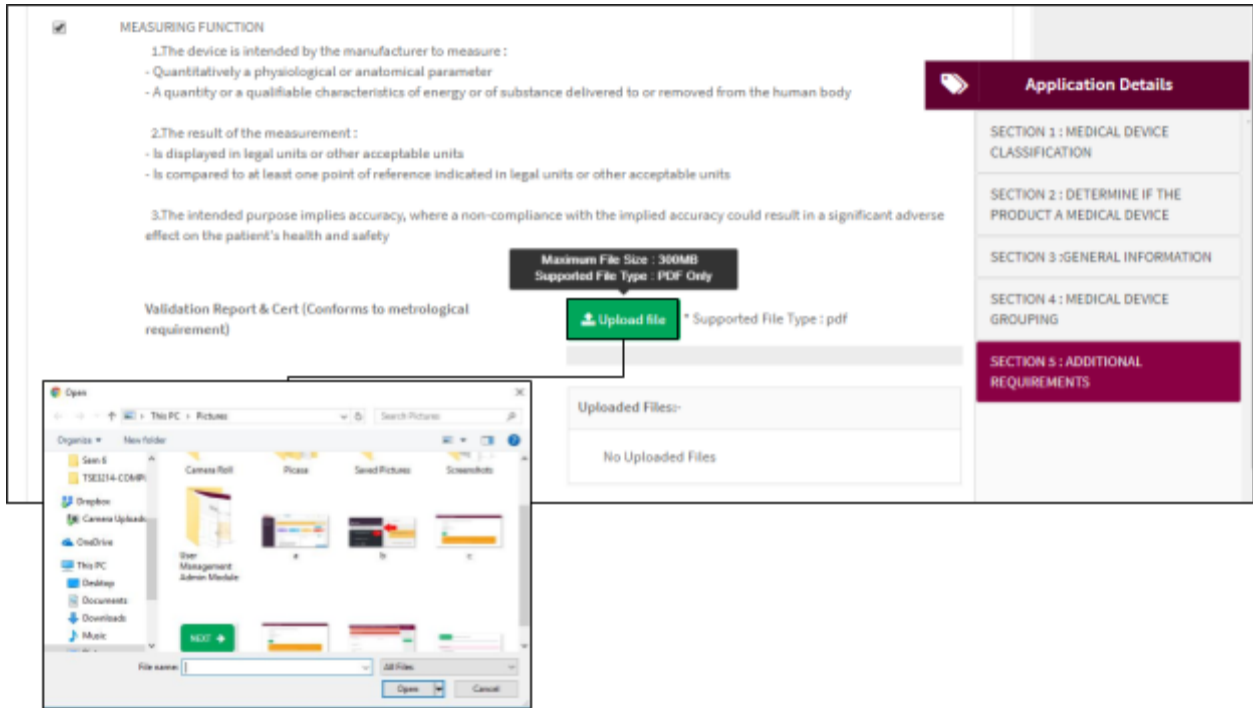 MEASURING FUNCTION
1.The device is intended by the manufacturer to measure :
- Quantitatively a physiological or anatomical parameter
- A quantity or a qualifiable characteristics of energy or of substance delivered to or removed from the human body
2.The result of the measurement :
- Is displayed in legal units or other acceptable units
- Is compared to at least one point of reference indicated in legal units or other acceptable units
3.The intended purpose implies accuracy, where a non-compliance with the implied accuracy could result in a significant adverse
effect on the patient's health and safety
Maximum File Size : 300MB
Supported File Type : PDF Only
Validation Report & Cert (Conforms to metrological
requirement)
Upload file
* Supported File Type : pdf
Uploaded Files:-
No Uploaded Files
Application Details
SECTION 1 : MEDICAL DEVICE
CLASSIFICATION
SECTION 2 : DETERMINE IF THE
PRODUCT A MEDICAL DEVICE
SECTION 3 :GENERAL INFORMATION
SECTION 4 : MEDICAL DEVICE
GROUPING
SECTION 5 : ADDITIONAL
REQUIREMENTS
Open
This PC › Pictures
Search Pictures
Organize
New folder
Sem 6
Dropbox
Camera Uploads
OneDrive
This PC
Desktop
Documents
Downloads
Music
Camera Roll
Picasa
Saved Pictures
Screenshots
User
Management
Admin Module
a
b
c
NEXT
File name:
All Files
Open
Cancel